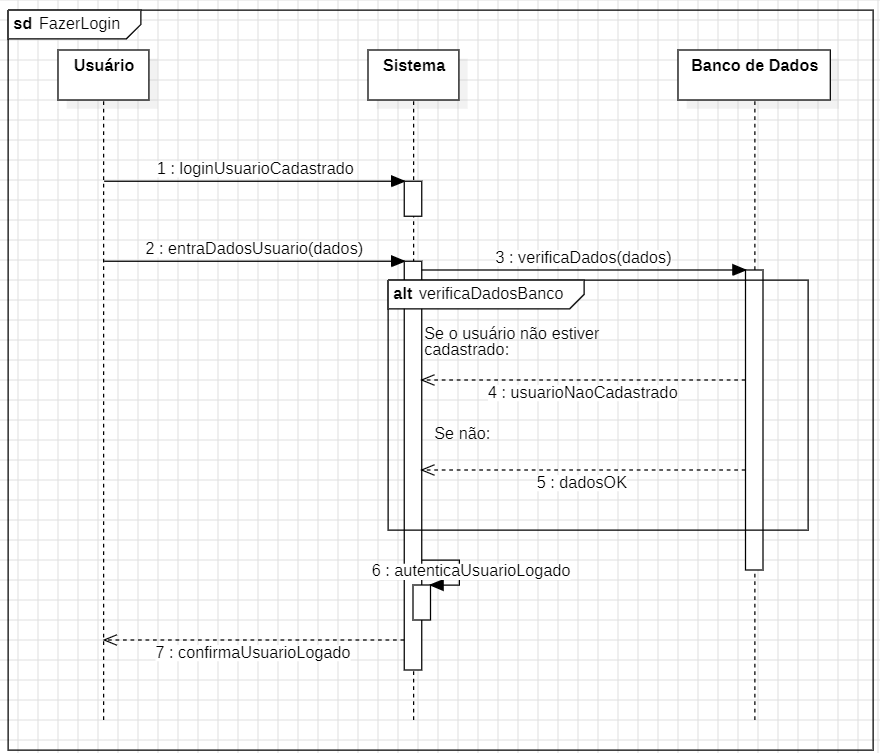 sd FazerLogin
Usuário
Sistema
Banco de Dados
1 : loginUsuarioCadastrado
2 : entraDadosUsuario(dados)
3 : verificaDados(dados)
alt verificaDadosBanco
Se o usuário não estiver
cadastrado:
4 : usuarioNaoCadastrado
Se não:
5 : dadosOK
6 : autenticaUsuarioLogado
7 : confirmaUsuarioLogado